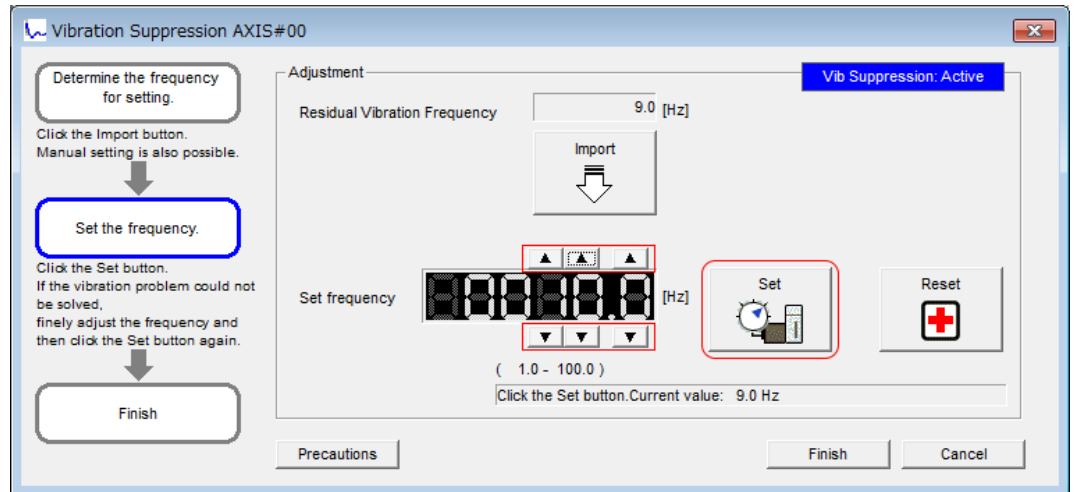 Vibration Suppression AXIS#00
Determine the frequency
for setting.
Click the Import button.
Manual setting is also possible.
Set the frequency.
Click the Set button.
If the vibration problem could not
be solved,
finely adjust the frequency and
then click the Set button again.
Finish
Adjustment
Vib Suppression: Active
Residual Vibration Frequency
9.0 [Hz]
Import
Set frequency
[Hz]
Set
Reset
( 1.0 - 100.0 )
Click the Set button.Current value: 9.0 Hz
Precautions
Finish
Cancel